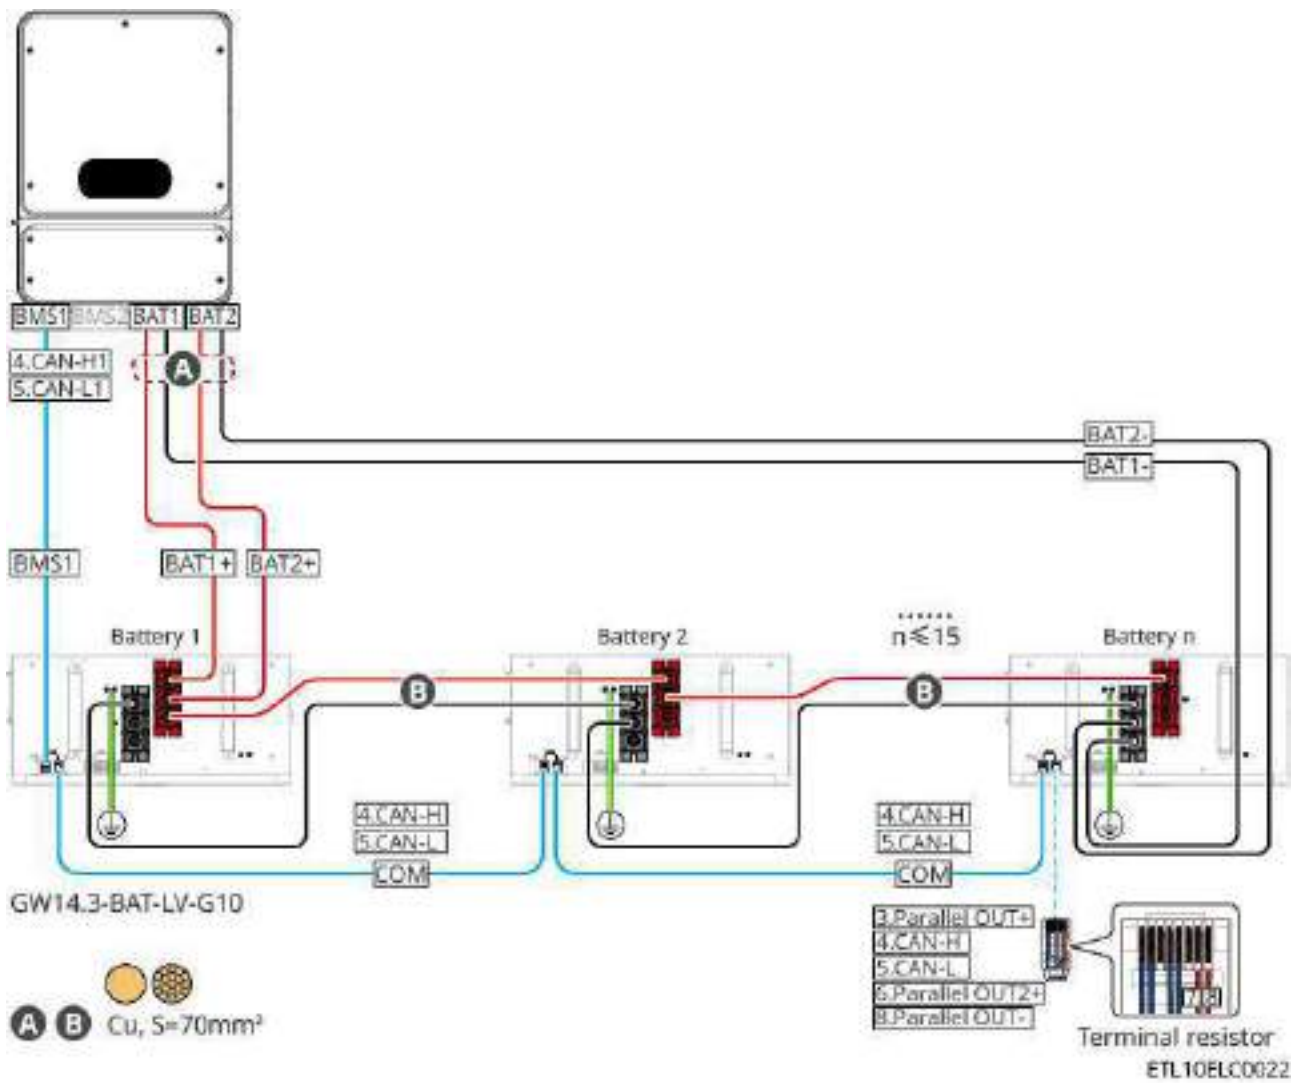 BMS1 BMS2 BAT1 BAT2
4.CAN-H1
5.CAN-L1
A
BAT2-
BAT1-
BMS1 BAT1+ BAT2+
Battery 1
Battery 2
n≤15
Battery n
B
B
4.CAN-H
5.CAN-L
COM
4.CAN-H
5.CAN-L
COM
GW14.3-BAT-LV-G10
3.Parallel OUT+
4.CAN-H
5.CAN-L
6.Parallel OUT2+
8.Parallel OUT-
7 8
A B Cu, S=70mm²
Terminal resistor
ETL10ELC0022